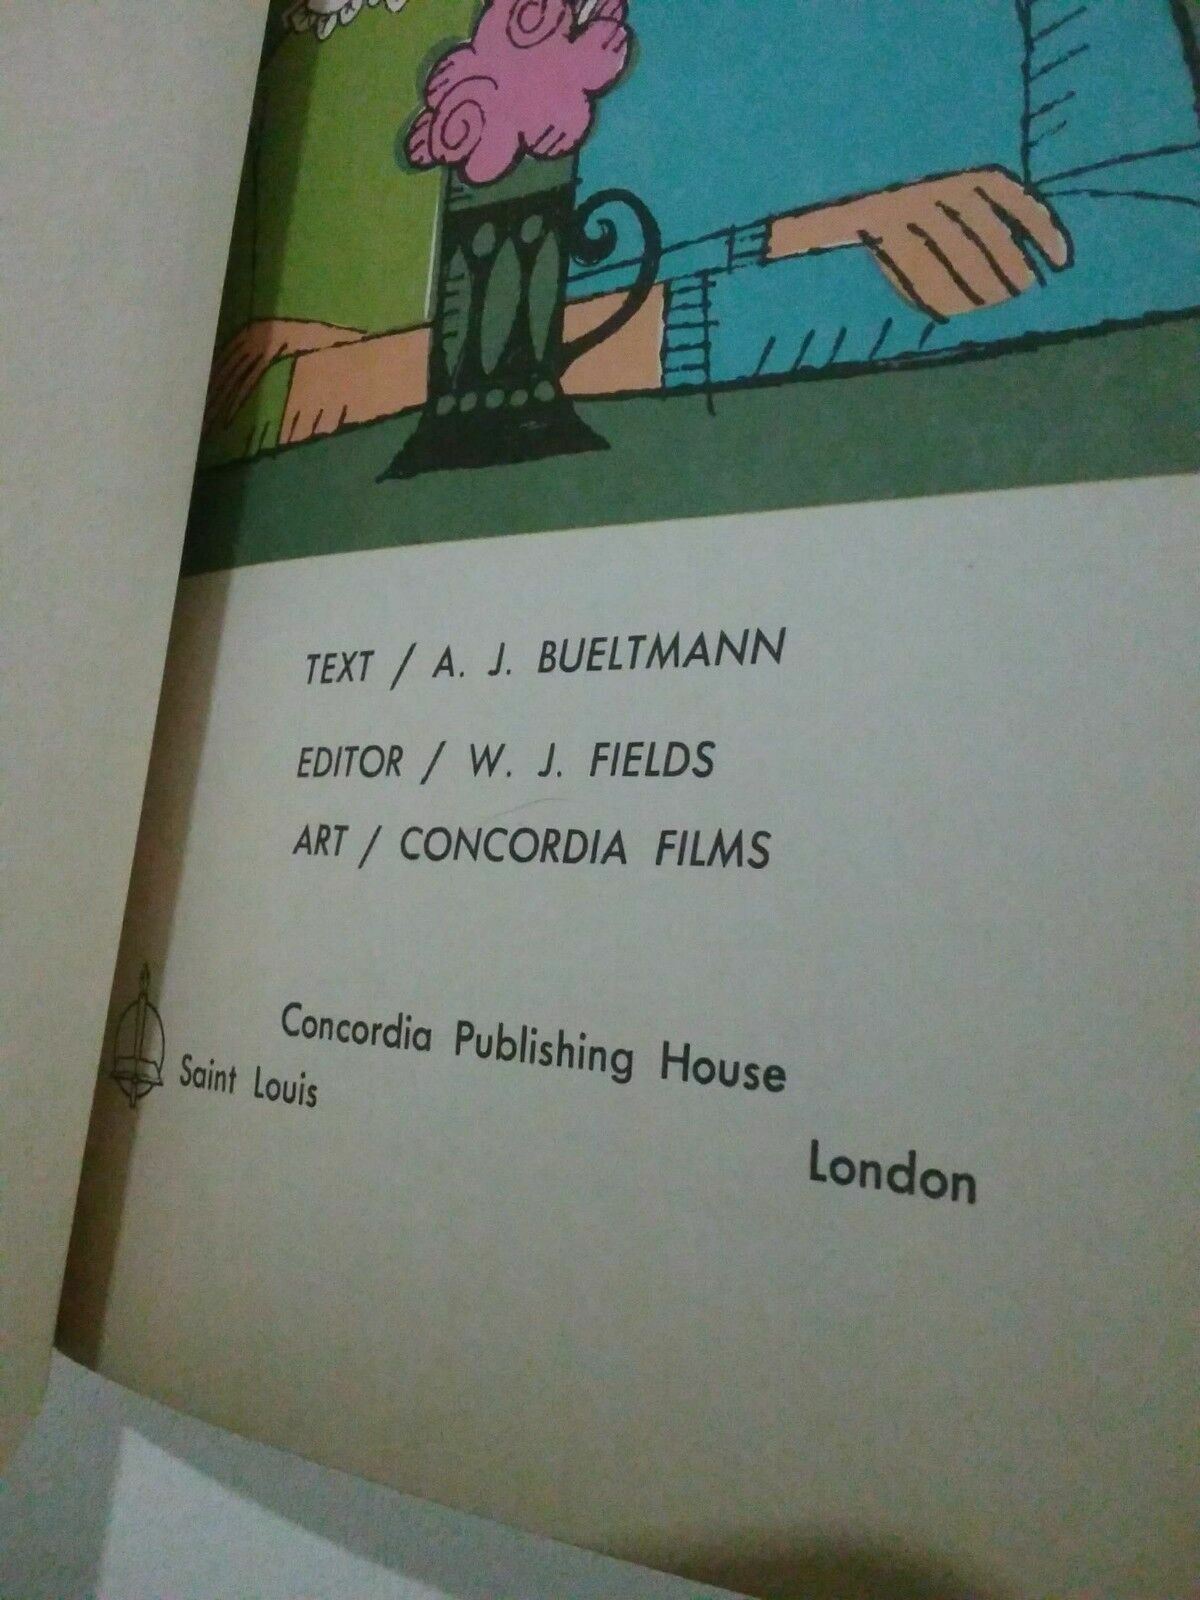 TEXT / A. J. BUELTMANN
EDITOR / W. J. FIELDS
ART / CONCORDIA FILMS
Concordia Publishing House
Saint Louis
London